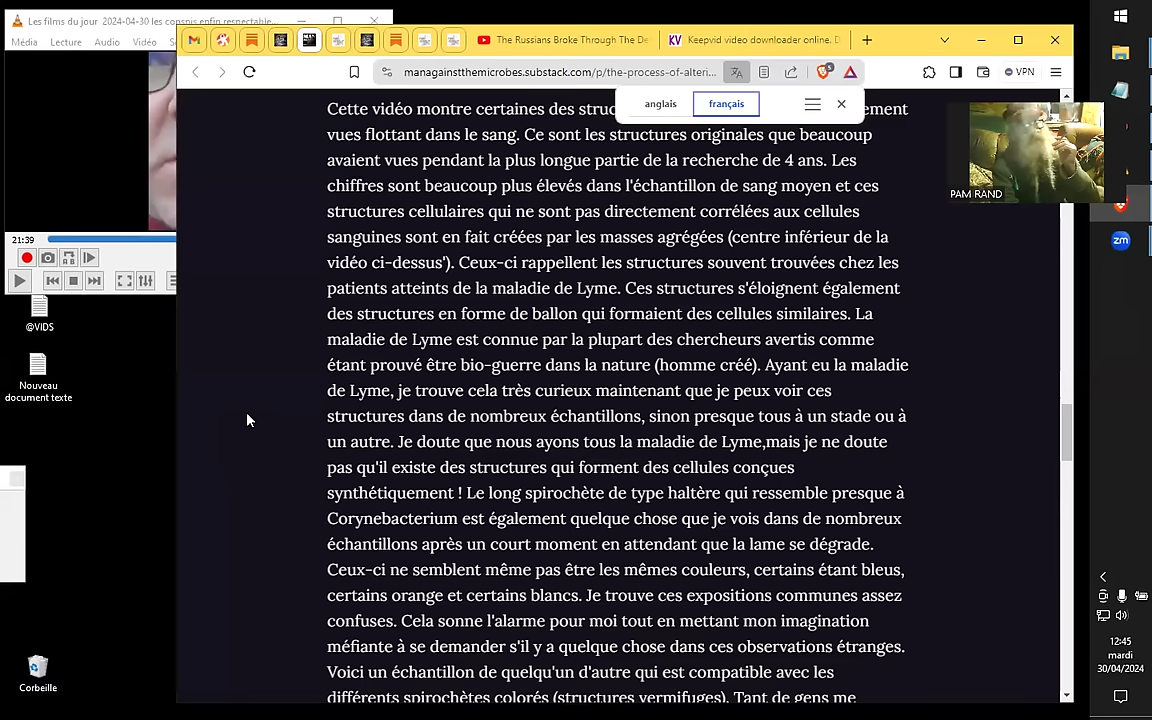 Les films du jour 2024-04-30 les conspis enfin respectable...
Média Lecture Audio Vidéo
The Russians Broke Through The De
Keepvid video downloader online. D
managainstthemicrobes.substack.com/p/the-process-of-alteri...
VPN
anglais français
Cette vidéo montre certaines des struc ement
vues flottant dans le sang. Ce sont les structures originales que beaucoup
avaient vues pendant la plus longue partie de la recherche de 4 ans. Les
chiffres sont beaucoup plus élevés dans l'échantillon de sang moyen et ces
structures cellulaires qui ne sont pas directement corrélées aux cellules
sanguines sont en fait créées par les masses agrégées (centre inférieur de la
vidéo ci-dessus'). Ceux-ci rappellent les structures souvent trouvées chez les
patients atteints de la maladie de Lyme. Ces structures s'éloignent également
des structures en forme de ballon qui formaient des cellules similaires. La
maladie de Lyme est connue par la plupart des chercheurs avertis comme
étant prouvé être bio-guerre dans la nature (homme créé). Ayant eu la maladie
de Lyme, je trouve cela très curieux maintenant que je peux voir ces
structures dans de nombreux échantillons, sinon presque tous à un stade ou à
un autre. Je doute que nous ayons tous la maladie de Lyme,mais je ne doute
pas qu'il existe des structures qui forment des cellules conçues
synthétiquement ! Le long spirochète de type haltère qui ressemble presque à
Corynebacterium est également quelque chose que je vois dans de nombreux
échantillons après un court moment en attendant que la lame se dégrade.
Ceux-ci ne semblent même pas être les mêmes couleurs, certains étant bleus,
certains orange et certains blancs. Je trouve ces expositions communes assez
confuses. Cela sonne l'alarme pour moi tout en mettant mon imagination
méfiante à se demander s'il y a quelque chose dans ces observations étranges.
Voici un échantillon de quelqu'un d'autre qui est compatible avec les
différents spirochètes colorés (structures vermifuges). Tant de gens me
PAM RAND
21:39
@VIDS
Nouveau
document texte
Corbeille
zm
12:45
mardi
30/04/2024